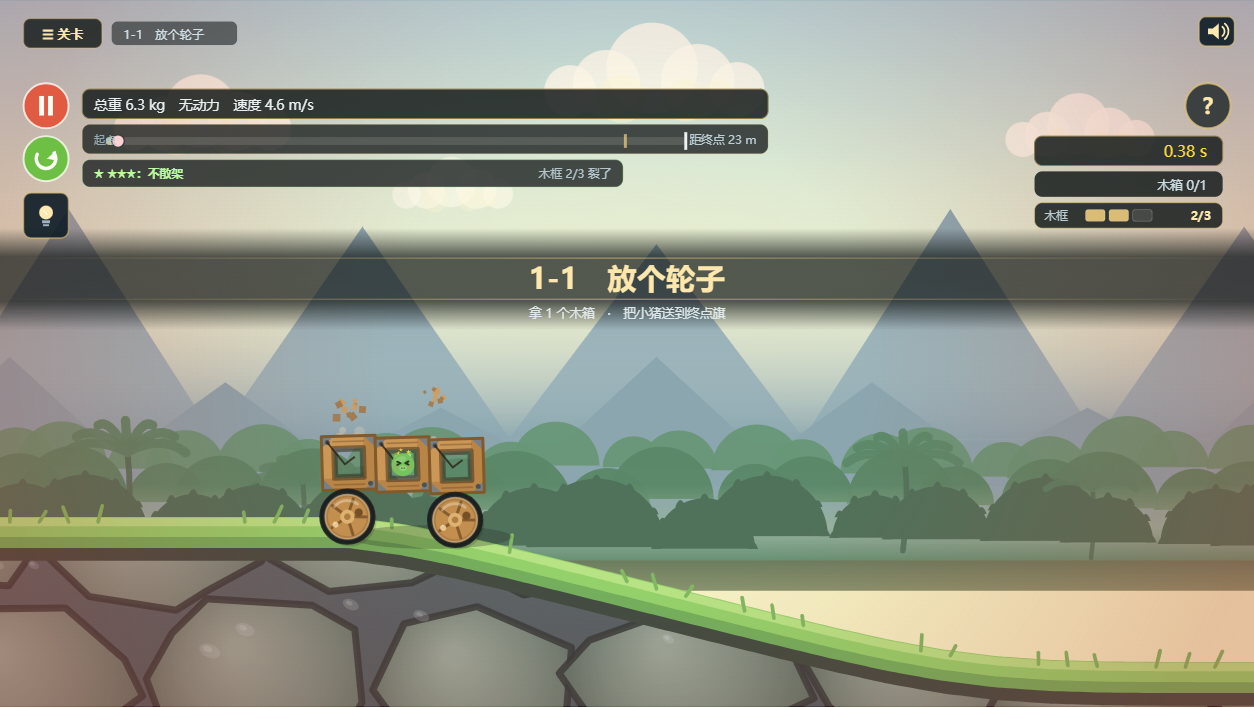 ☰ 关卡
1-1 放个轮子
总重 6.3 kg 无动力 速度 4.6 m/s
距终点 23 m
★ ★★★: 不散架
木框 2/3 裂了
?
0.38 s
木箱 0/1
木框 2/3
1-1 放个轮子
拿 1 个木箱 · 把小猪送到终点旗